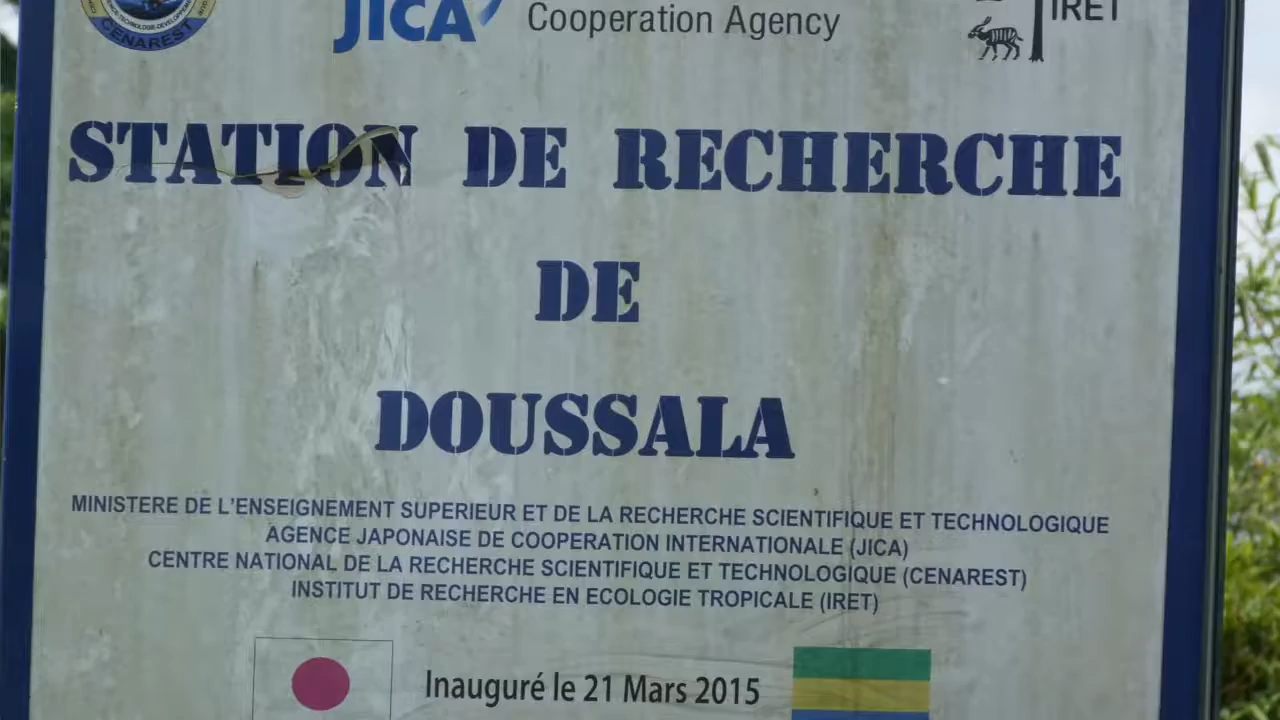 CENAREST
JICA
Cooperation Agency
IRET
STATION DE RECHERCHE
DE
DOUSSALA
MINISTERE DE L'ENSEIGNEMENT SUPERIEUR ET DE LA RECHERCHE SCIENTIFIQUE ET TECHNOLOGIQUE
AGENCE JAPONAISE DE COOPERATION INTERNATIONALE (JICA)
CENTRE NATIONAL DE LA RECHERCHE SCIENTIFIQUE ET TECHNOLOGIQUE (CENAREST)
INSTITUT DE RECHERCHE EN ECOLOGIE TROPICALE (IRET)
Inauguré le 21 Mars 2015